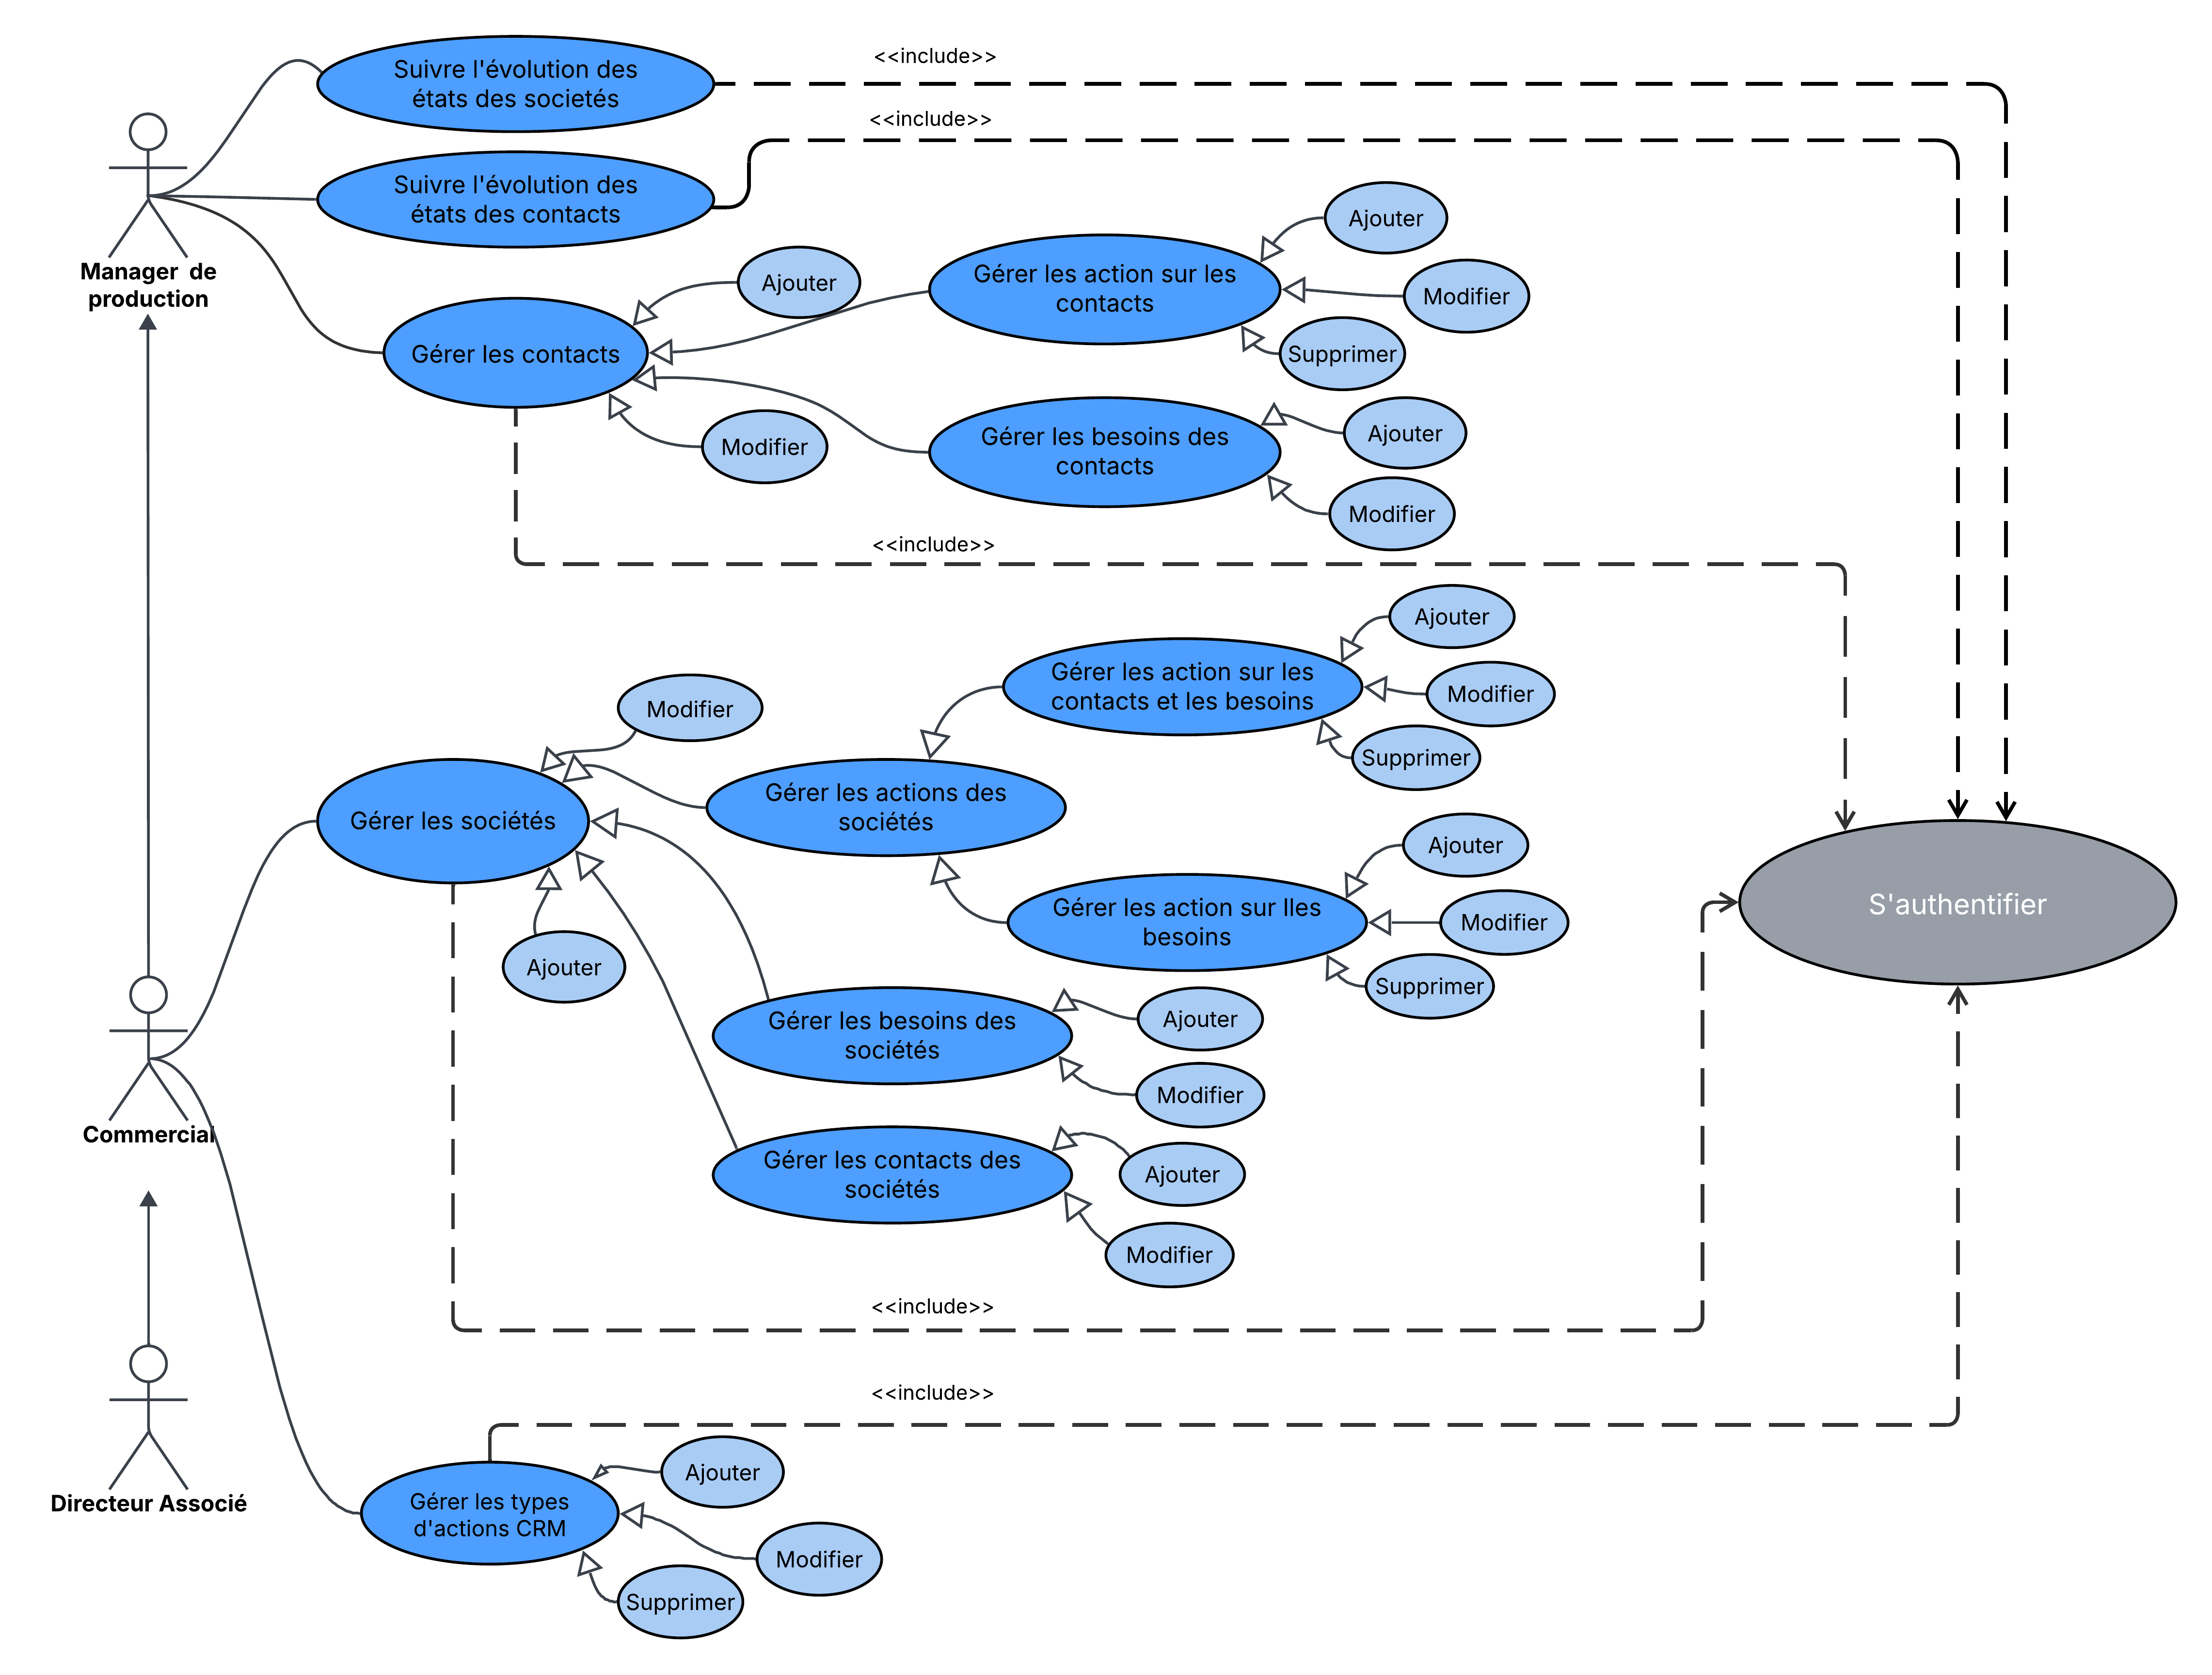 <<include>>
Suivre l'évolution des
états des societés
<<include>>
Suivre l'évolution des
états des contacts
Manager de
production
Ajouter
Gérer les action sur les
contacts
Ajouter
Modifier
Supprimer
Gérer les contacts
Modifier
Gérer les besoins des
contacts
Ajouter
Modifier
<<include>>
Gérer les action sur les
contacts et les besoins
Ajouter
Modifier
Supprimer
Modifier
Gérer les sociétés
Gérer les actions des
sociétés
Ajouter
Gérer les action sur lles
besoins
Ajouter
Modifier
Supprimer
S'authentifier
Gérer les besoins des
sociétés
Ajouter
Modifier
Commercial
Gérer les contacts des
sociétés
Ajouter
Modifier
<<include>>
<<include>>
Directeur Associé
Gérer les types
d'actions CRM
Ajouter
Modifier
Supprimer